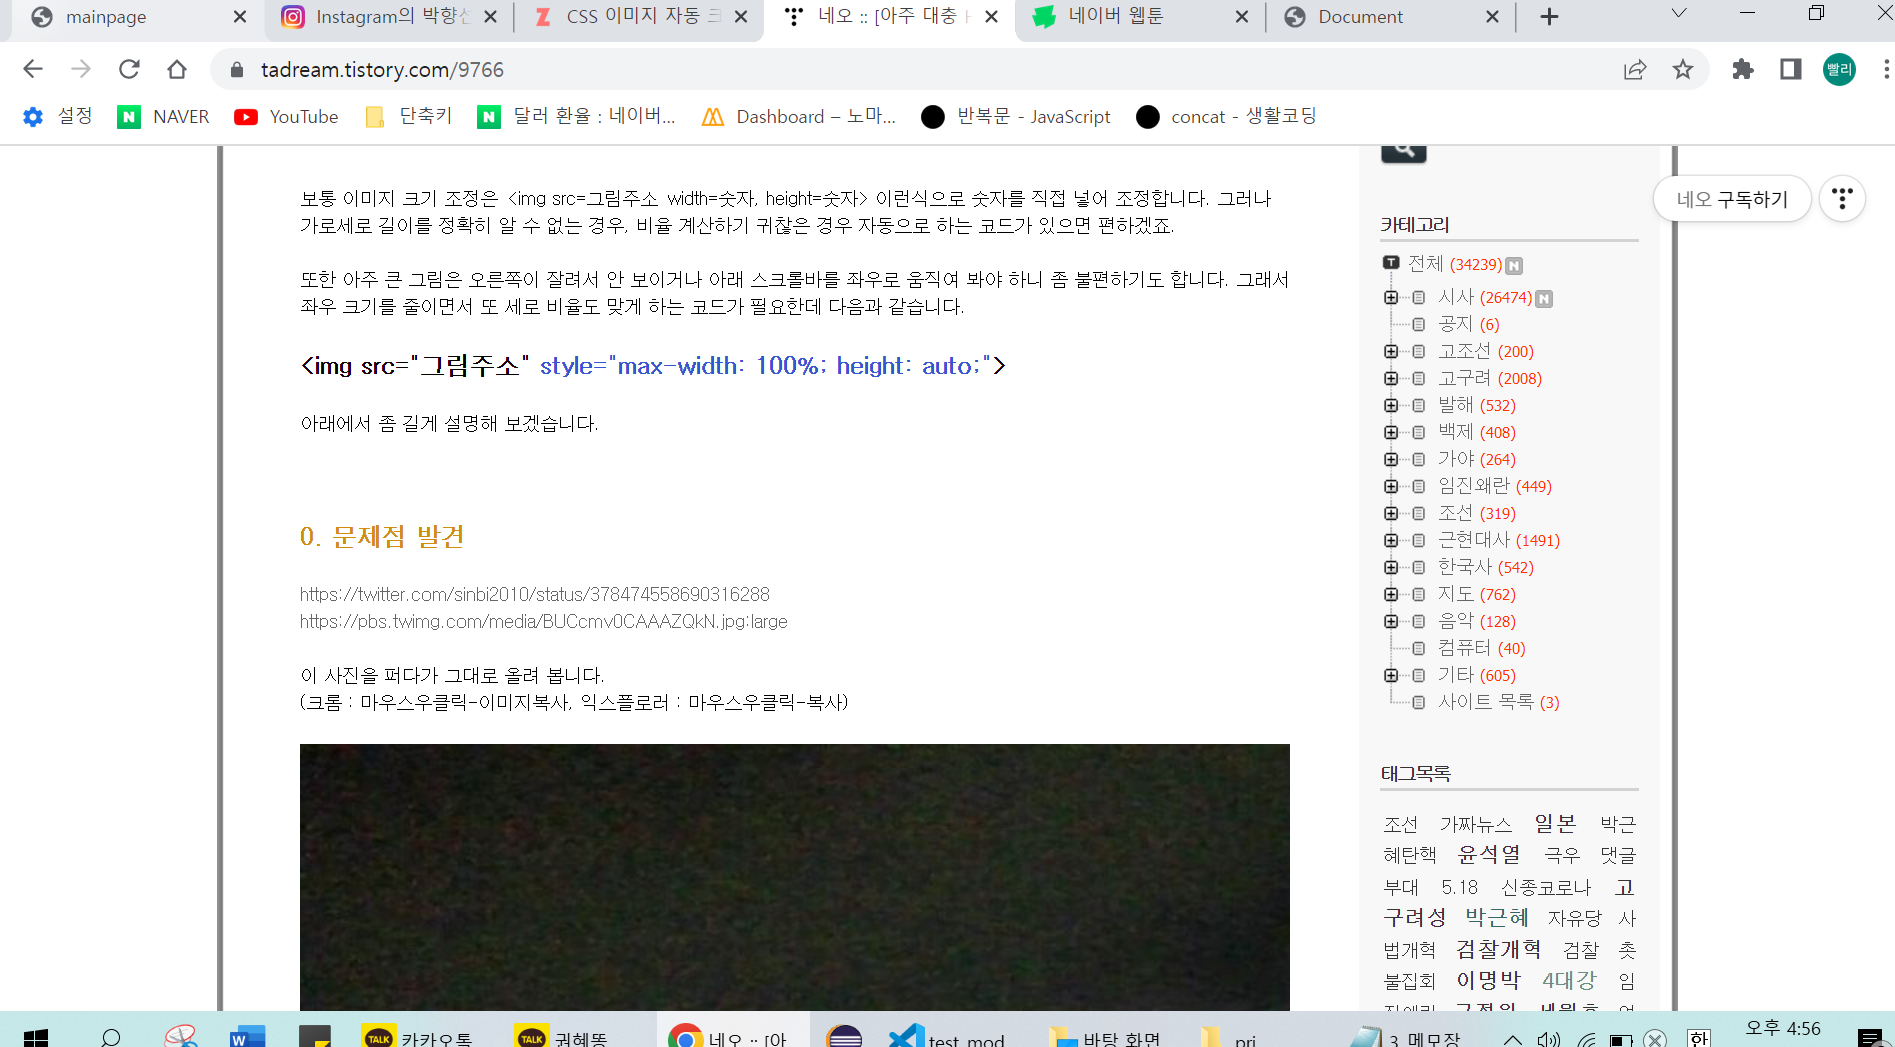 mainpage
Instagram의 박향
CSS 이미지 자동 크
네오 :: [아주 대충
네이버 웹툰
Document
tadream.tistory.com/9766
빨리
설정
NAVER
YouTube
단축키
달러 환율 : 네이버...
Dashboard – 노마...
반복문 - JavaScript
concat - 생활코딩
보통 이미지 크기 조정은 <img src=그림주소 width=숫자, height=숫자> 이런식으로 숫자를 직접 넣어 조정합니다. 그러나
가로세로 길이를 정확히 알 수 없는 경우, 비율 계산하기 귀찮은 경우 자동으로 하는 코드가 있으면 편하겠죠.
또한 아주 큰 그림은 오른쪽이 잘려서 안 보이거나 아래 스크롤바를 좌우로 움직여 봐야 하니 좀 불편하기도 합니다. 그래서
좌우 크기를 줄이면서 또 세로 비율도 맞게 하는 코드가 필요한데 다음과 같습니다.
<img src="그림주소" style="max-width: 100%; height: auto;">
아래에서 좀 길게 설명해 보겠습니다.
0. 문제점 발견
https://twitter.com/sinbi2010/status/378474558690316288
https://pbs.twimg.com/media/BUCcmv0CAAAZQkN.jpg:large
이 사진을 퍼다가 그대로 올려 봅니다.
(크롬 : 마우스우클릭-이미지복사, 익스플로러 : 마우스우클릭-복사)
네오 구독하기
카테고리
전체 (34239) N
시사 (26474) N
공지 (6)
고조선 (200)
고구려 (2008)
발해 (532)
백제 (408)
가야 (264)
임진왜란 (449)
조선 (319)
근현대사 (1491)
한국사 (542)
지도 (762)
음악 (128)
컴퓨터 (40)
기타 (605)
사이트 목록 (3)
태그목록
조선 가짜뉴스 일본 박근
혜탄핵 윤석열 극우 댓글
부대 5.18 신종코로나 고
구려성 박근혜 자유당 사
법개혁 검찰개혁 검찰 촛
불집회 이명박 4대강 임
카카오톡
권혜똥
네오 :: [아
test_mod
바탕 화면
pri
3. 메모장
한
오후 4:56